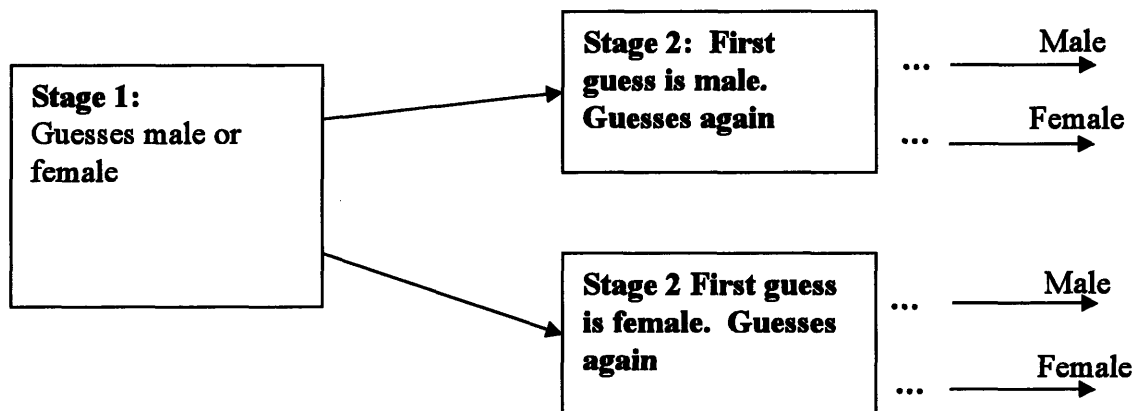 Stage 1:
Guesses male or
female
Stage 2: First
guess is male.
Guesses again
... Male
... Female
Stage 2 First guess
is female. Guesses
again
... Male
... Female